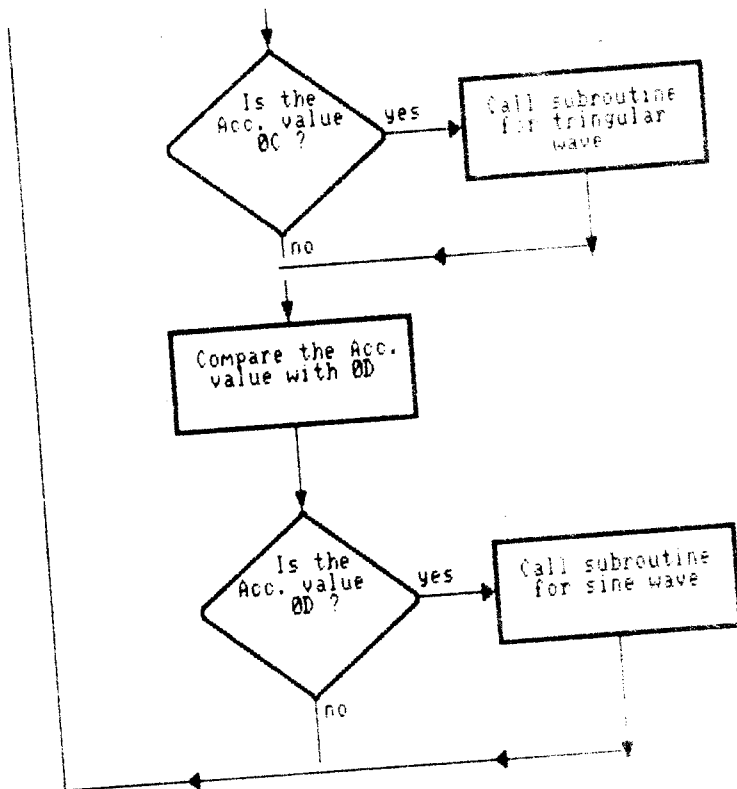 Is the
Acc. value
0C ?
yes
Call subroutine
for tringular
wave
no
Compare the Acc.
value with 0D
Is the
Acc. value
0D ?
yes
Call subroutine
for sine wave
no